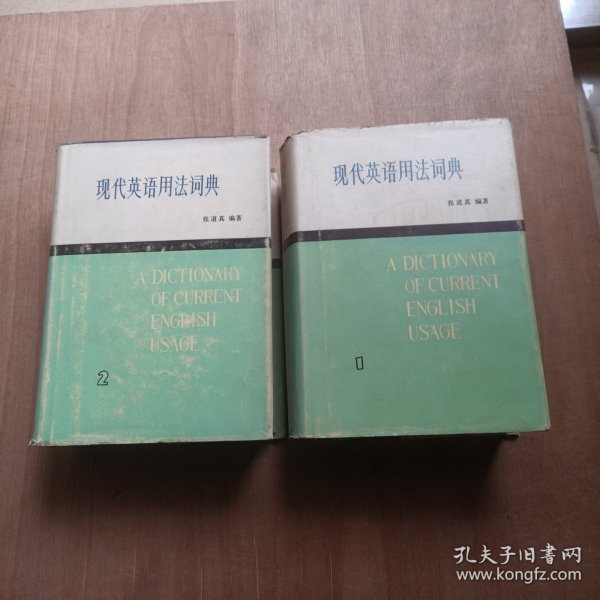 现代英语用法词典
张道真 编著
A DICTIONARY
OF CURRENT
ENGLISH
USAGE
2
现代英语用法词典
张道真 编著
A DICTIONARY
OF CURRENT
ENGLISH
USAGE
1
孔夫子旧书网
www.kongfz.com